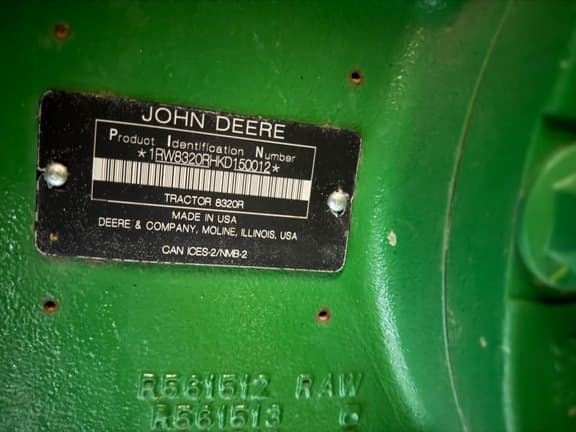 JOHN DEERE
Product Identification Number
*1RW8320RHKD150012*
TRACTOR 8320R
MADE IN USA
DEERE & COMPANY, MOLINE, ILLINOIS, USA
CAN ICES-2/NMB-2
R561512 RAW
R561513